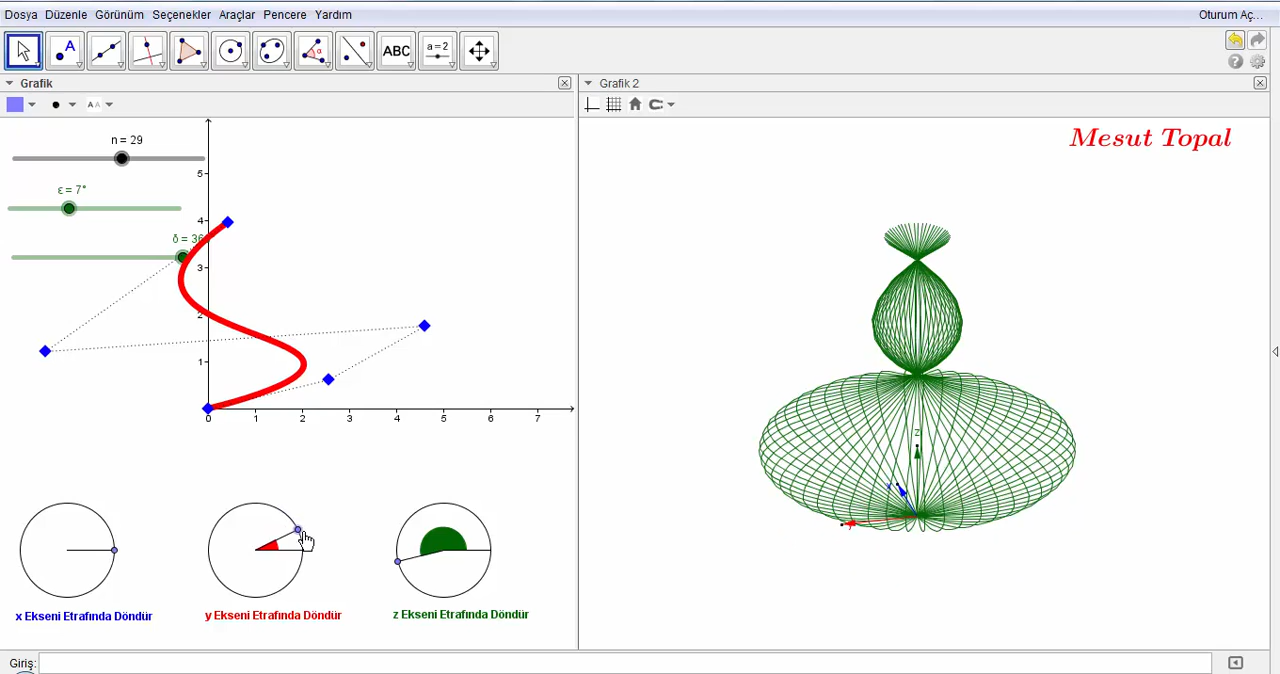 Dosya Düzenle Görünüm Seçenekler Araçlar Pencere Yardım Oturum Aç...
A ABC a = 2
Grafik Grafik 2
A A
Mesut Topal
n = 29
ε = 7°
δ = 36
5
4
3
2
1
0 1 2 3 4 5 6 7
z
x Ekseni Etrafında Döndür y Ekseni Etrafında Döndür z Ekseni Etrafında Döndür
Giriş: